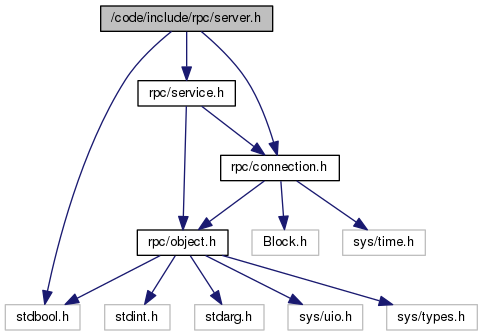 /code/include/rpc/server.h
rpc/service.h
rpc/connection.h
rpc/object.h
Block.h
sys/time.h
stdbool.h
stdint.h
stdarg.h
sys/uio.h
sys/types.h